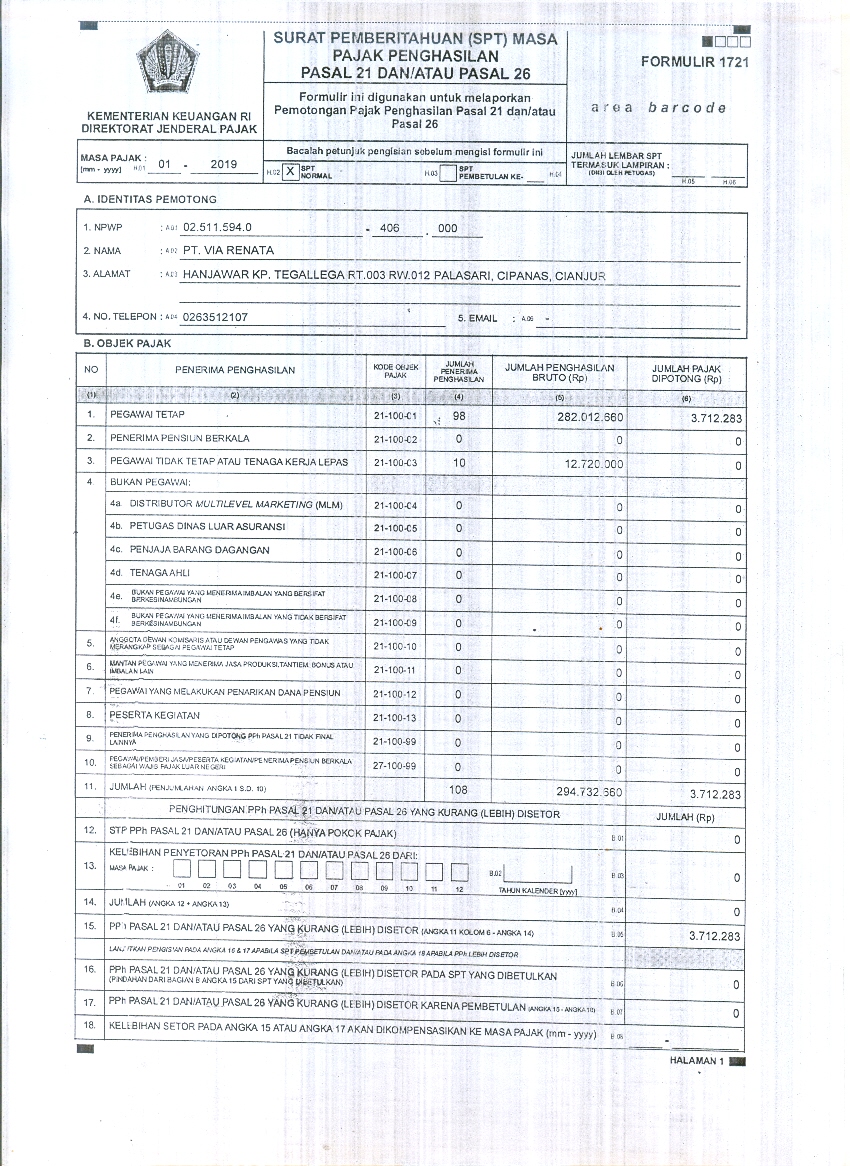 SURAT PEMBERITAHUAN (SPT) MASA
PAJAK PENGHASILAN
PASAL 21 DAN/ATAU PASAL 26
FORMULIR 1721
Formulir ini digunakan untuk melaporkan
Pemotongan Pajak Penghasilan Pasal 21 dan/atau
Pasal 26
area barcode
KEMENTERIAN KEUANGAN RI
DIREKTORAT JENDERAL PAJAK
Bacalah petunjuk pengisian sebelum mengisi formulir ini
MASA PAJAK :
[mm - yyyy] H.01 01 - 2019
H.02 X SPT NORMAL
H.03 SPT PEMBETULAN KE- H.04
JUMLAH LEMBAR SPT
TERMASUK LAMPIRAN :
(DIISI OLEH PETUGAS) H.05 H.06
A. IDENTITAS PEMOTONG
1. NPWP : A.01 02.511.594.0 - 406 . 000
2. NAMA : A.02 PT. VIA RENATA
3. ALAMAT : A.03 HANJAWAR KP. TEGALLEGA RT.003 RW.012 PALASARI, CIPANAS, CIANJUR
4. NO. TELEPON : A.04 0263512107 5. EMAIL : A.05 -
B. OBJEK PAJAK
NO PENERIMA PENGHASILAN KODE OBJEK PAJAK JUMLAH PENERIMA PENGHASILAN JUMLAH PENGHASILAN BRUTO (Rp) JUMLAH PAJAK DIPOTONG (Rp)
(1) (2) (3) (4) (5) (6)
1. PEGAWAI TETAP 21-100-01 98 282.012.660 3.712.283
2. PENERIMA PENSIUN BERKALA 21-100-02 0 0 0
3. PEGAWAI TIDAK TETAP ATAU TENAGA KERJA LEPAS 21-100-03 10 12.720.000 0
4. BUKAN PEGAWAI:
4a. DISTRIBUTOR MULTILEVEL MARKETING (MLM) 21-100-04 0 0 0
4b. PETUGAS DINAS LUAR ASURANSI 21-100-05 0 0 0
4c. PENJAJA BARANG DAGANGAN 21-100-06 0 0 0
4d. TENAGA AHLI 21-100-07 0 0 0
4e. BUKAN PEGAWAI YANG MENERIMA IMBALAN YANG BERSIFAT BERKESINAMBUNGAN 21-100-08 0 0 0
4f. BUKAN PEGAWAI YANG MENERIMA IMBALAN YANG TIDAK BERSIFAT BERKESINAMBUNGAN 21-100-09 0 0 0
5. ANGGOTA DEWAN KOMISARIS ATAU DEWAN PENGAWAS YANG TIDAK MERANGKAP SEBAGAI PEGAWAI TETAP 21-100-10 0 0 0
6. MANTAN PEGAWAI YANG MENERIMA JASA PRODUKSI, TANTIEM, BONUS ATAU IMBALAN LAIN 21-100-11 0 0 0
7. PEGAWAI YANG MELAKUKAN PENARIKAN DANA PENSIUN 21-100-12 0 0 0
8. PESERTA KEGIATAN 21-100-13 0 0 0
9. PENERIMA PENGHASILAN YANG DIPOTONG PPh PASAL 21 TIDAK FINAL LAINNYA 21-100-99 0 0 0
10. PEGAWAI/PEMBERI JASA/PESERTA KEGIATAN/PENERIMA PENSIUN BERKALA SEBAGAI WAJIB PAJAK LUAR NEGERI 27-100-99 0 0 0
11. JUMLAH (PENJUMLAHAN ANGKA 1 S.D. 10) 108 294.732.660 3.712.283
PENGHITUNGAN PPh PASAL 21 DAN/ATAU PASAL 26 YANG KURANG (LEBIH) DISETOR JUMLAH (Rp)
12. STP PPh PASAL 21 DAN/ATAU PASAL 26 (HANYA POKOK PAJAK) B.01 0
13. KELEBIHAN PENYETORAN PPh PASAL 21 DAN/ATAU PASAL 26 DARI:
MASA PAJAK : B.02 B.03 0
01 02 03 04 05 06 07 08 09 10 11 12 TAHUN KALENDER [yyyy]
14. JUMLAH (ANGKA 12 + ANGKA 13) B.04 0
15. PPh PASAL 21 DAN/ATAU PASAL 26 YANG KURANG (LEBIH) DISETOR (ANGKA 11 KOLOM 6 - ANGKA 14) B.05 3.712.283
LANJUTKAN PENGISIAN PADA ANGKA 16 & 17 APABILA SPT PEMBETULAN DAN/ATAU PADA ANGKA 18 APABILA PPh LEBIH DISETOR
16. PPh PASAL 21 DAN/ATAU PASAL 26 YANG KURANG (LEBIH) DISETOR PADA SPT YANG DIBETULKAN
(PINDAHAN DARI BAGIAN B ANGKA 15 DARI SPT YANG DIBETULKAN) B.06 0
17. PPh PASAL 21 DAN/ATAU PASAL 26 YANG KURANG (LEBIH) DISETOR KARENA PEMBETULAN (ANGKA 15 - ANGKA 16) B.07 0
18. KELEBIHAN SETOR PADA ANGKA 15 ATAU ANGKA 17 AKAN DIKOMPENSASIKAN KE MASA PAJAK (mm - yyyy) B.08 -
HALAMAN 1